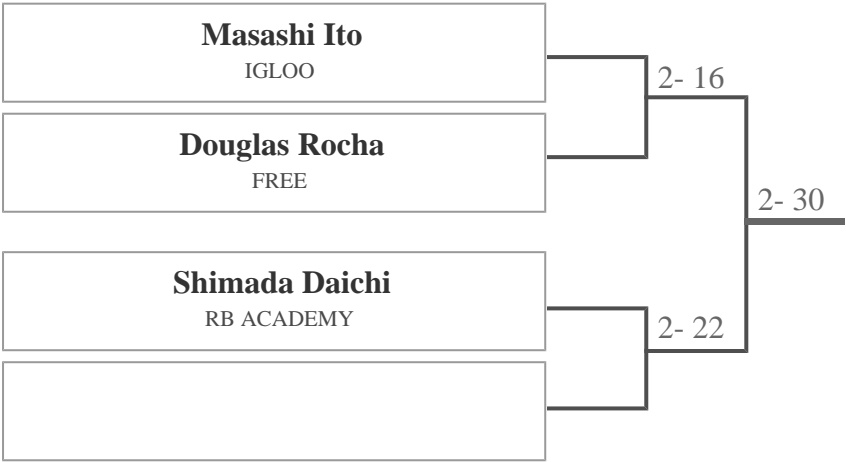 Masashi Ito
IGLOO
2- 16
Douglas Rocha
FREE
2- 30
Shimada Daichi
RB ACADEMY
2- 22